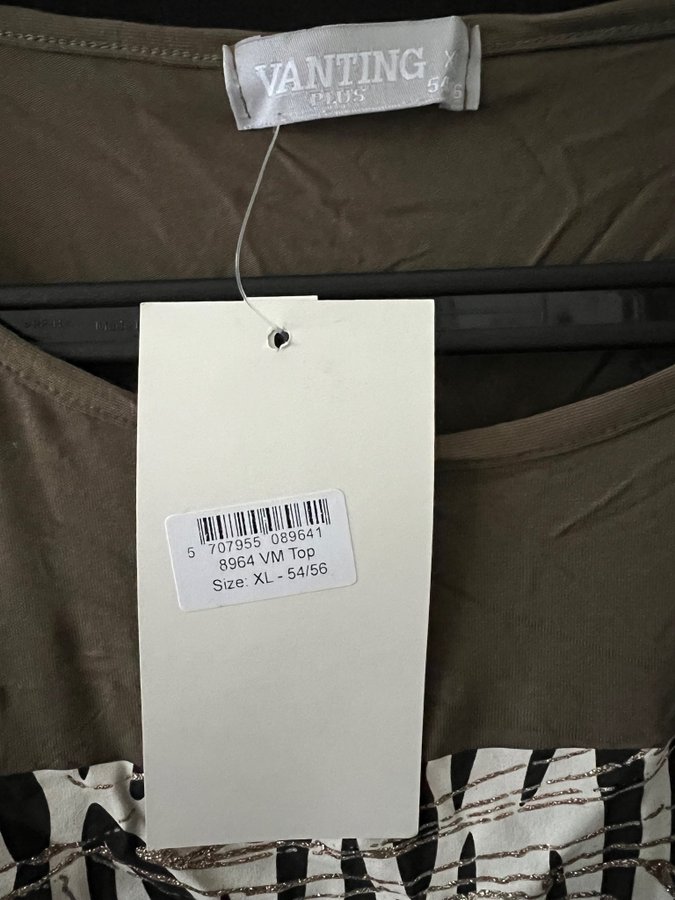 VANTING
PLUS
X
5 707955 089641
8964 VM Top
Size: XL - 54/56